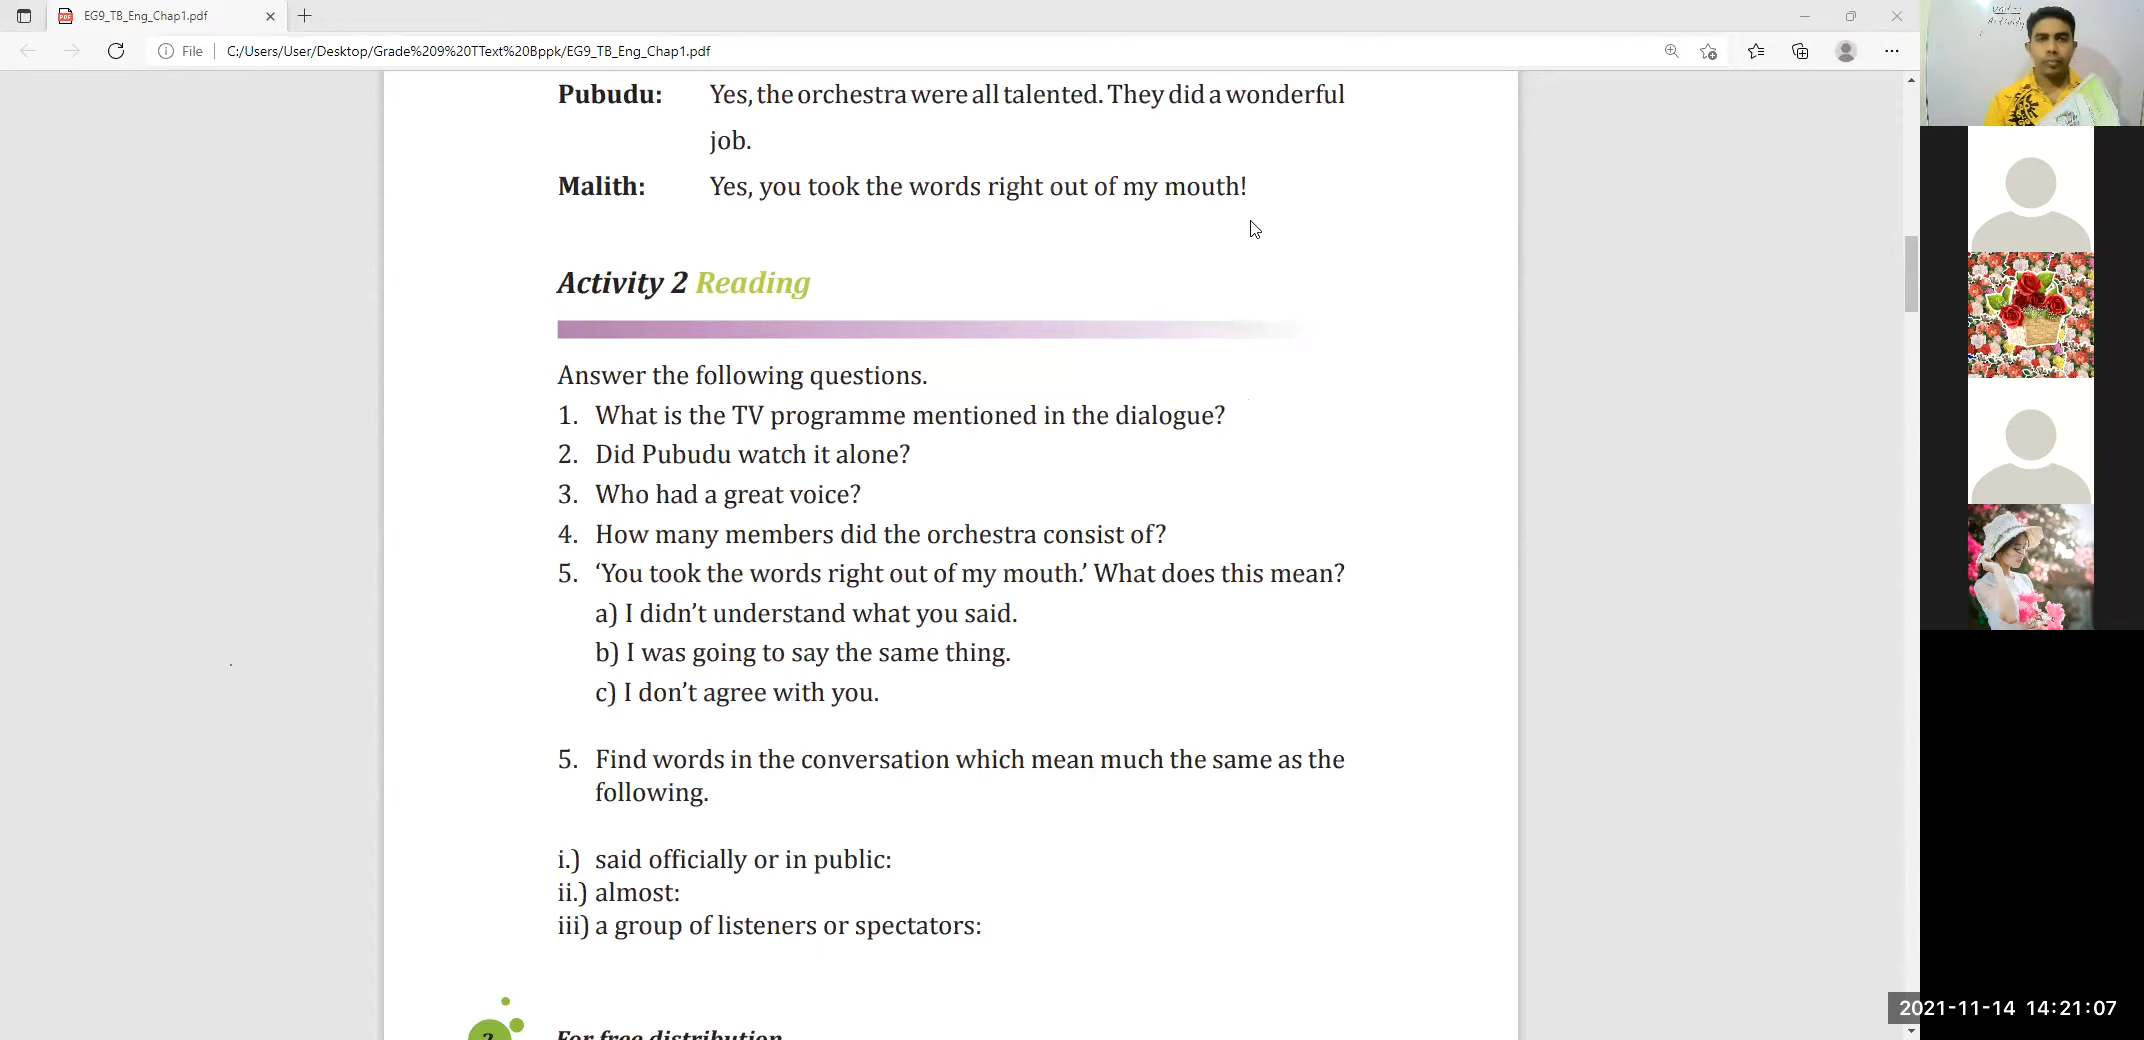 EG9_TB_Eng_Chap1.pdf
File C:/Users/User/Desktop/Grade%209%20TText%20Bppk/EG9_TB_Eng_Chap1.pdf
Pubudu: Yes, the orchestra were all talented. They did a wonderful
job.
Malith: Yes, you took the words right out of my mouth!
Activity 2 Reading
Answer the following questions.
1. What is the TV programme mentioned in the dialogue?
2. Did Pubudu watch it alone?
3. Who had a great voice?
4. How many members did the orchestra consist of?
5. ‘You took the words right out of my mouth.’ What does this mean?
a) I didn’t understand what you said.
b) I was going to say the same thing.
c) I don’t agree with you.
5. Find words in the conversation which mean much the same as the
following.
i.) said officially or in public:
ii.) almost:
iii) a group of listeners or spectators:
2 For free distribution
Activity
2021-11-14 14:21:07